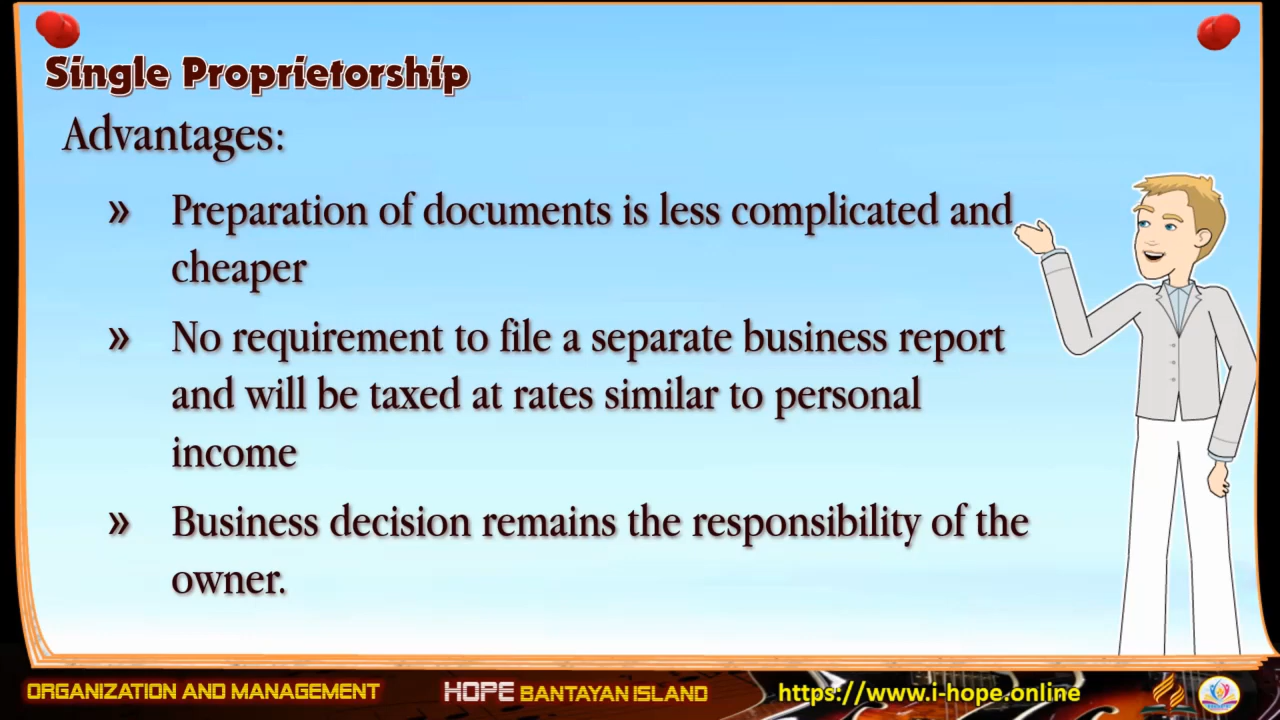 Single Proprietorship
Advantages:
» Preparation of documents is less complicated and
cheaper
» No requirement to file a separate business report
and will be taxed at rates similar to personal
income
» Business decision remains the responsibility of the
owner.
ORGANIZATION AND MANAGEMENT HOPE BANTAYAN ISLAND https://www.i-hope.online